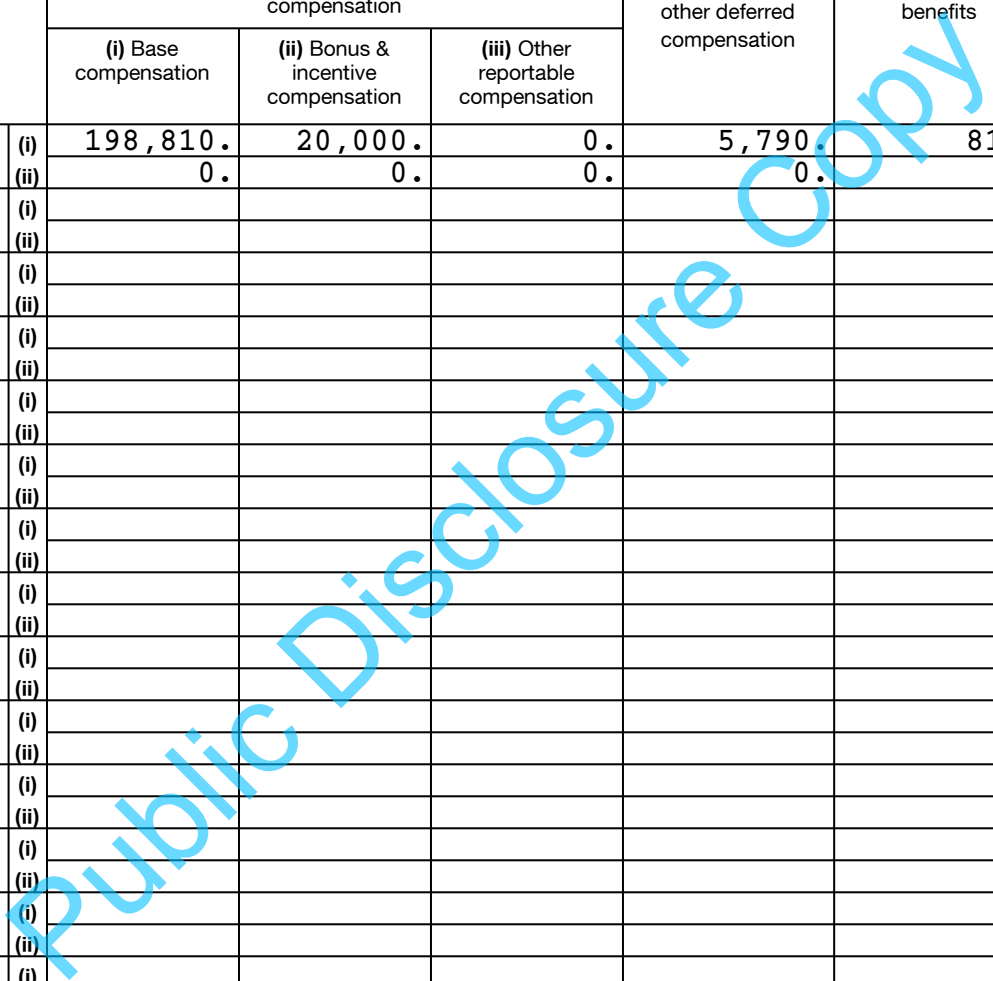 compensation
other deferred
compensation
benefits
(i) Base
compensation
(ii) Bonus &
incentive
compensation
(iii) Other
reportable
compensation
(i) 198,810. 20,000. 0. 5,790. 81
(ii) 0. 0. 0. 0.
(i)
(ii)
(i)
(ii)
(i)
(ii)
(i)
(ii)
(i)
(ii)
(i)
(ii)
(i)
(ii)
(i)
(ii)
(i)
(ii)
(i)
(ii)
(i)
(ii)
(i)
(ii)
(i)
Public Disclosure Copy